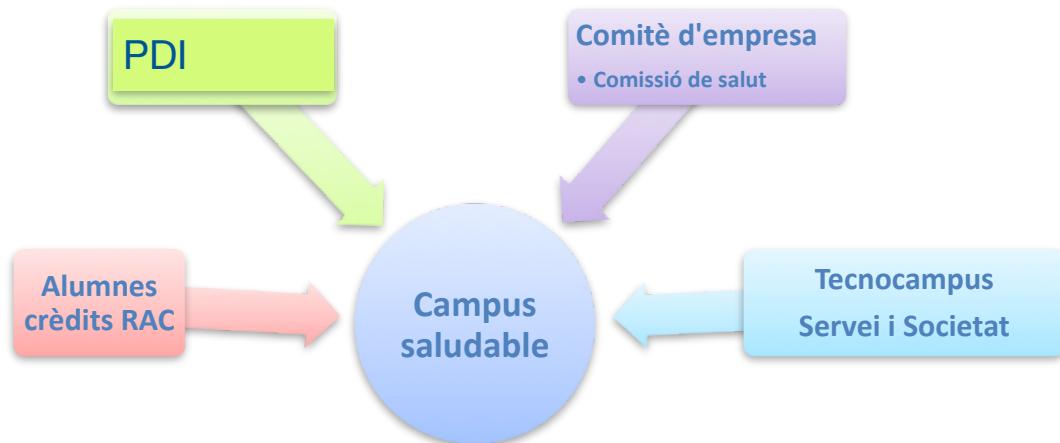 PDI
Comitè d'empresa
• Comissió de salut
Alumnes
crèdits RAC
Campus
saludable
Tecnocampus
Servei i Societat